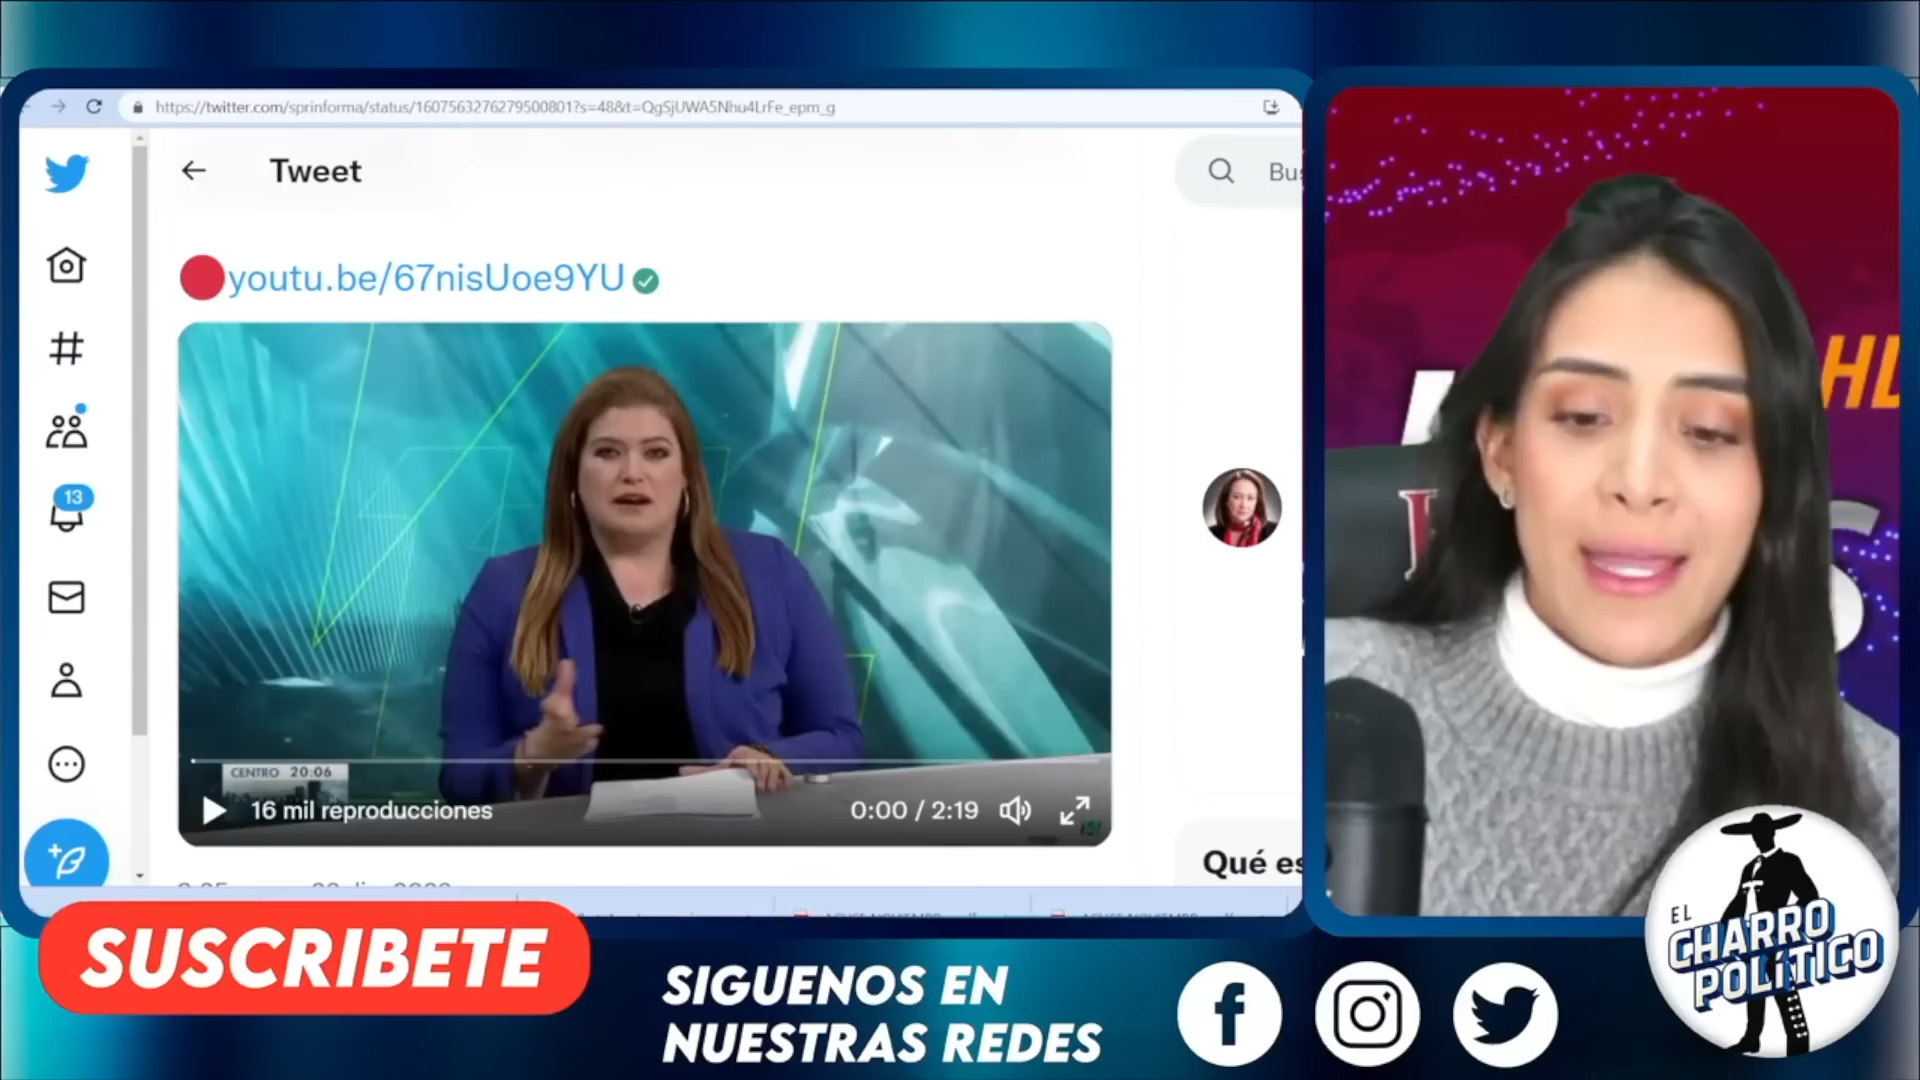 https://twitter.com/sprinforma/status/1607563276279500801?s=48&t=QgSjUWA5Nhu4LrFe_epm_g
Tweet
youtu.be/67nisUoe9YU
13
CENTRO 20:06
16 mil reproducciones
0:00 / 2:19
Qué es
HL
SUSCRIBETE
SIGUENOS EN
NUESTRAS REDES
EL
CHARRO
POLÍTICO